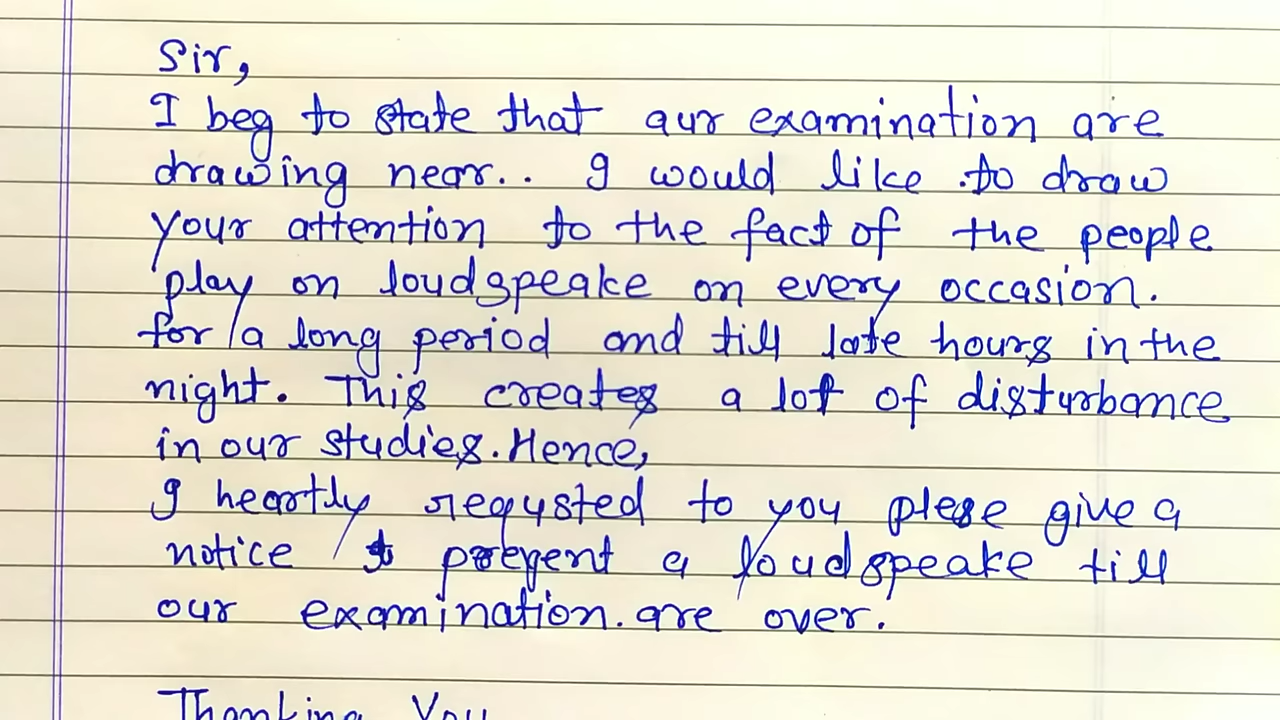 Sir,
I beg to state that our examination are
drawing near.. I would like to draw
your attention to the fact of the people
play on loudspeake on every occasion.
for a long period and till late hours in the
night. This creates a lot of disturbance
in our studies. Hence,
I heartly requsted to you plese give a
notice to prevent a loudspeake till
our examination. are over.
Thanking You